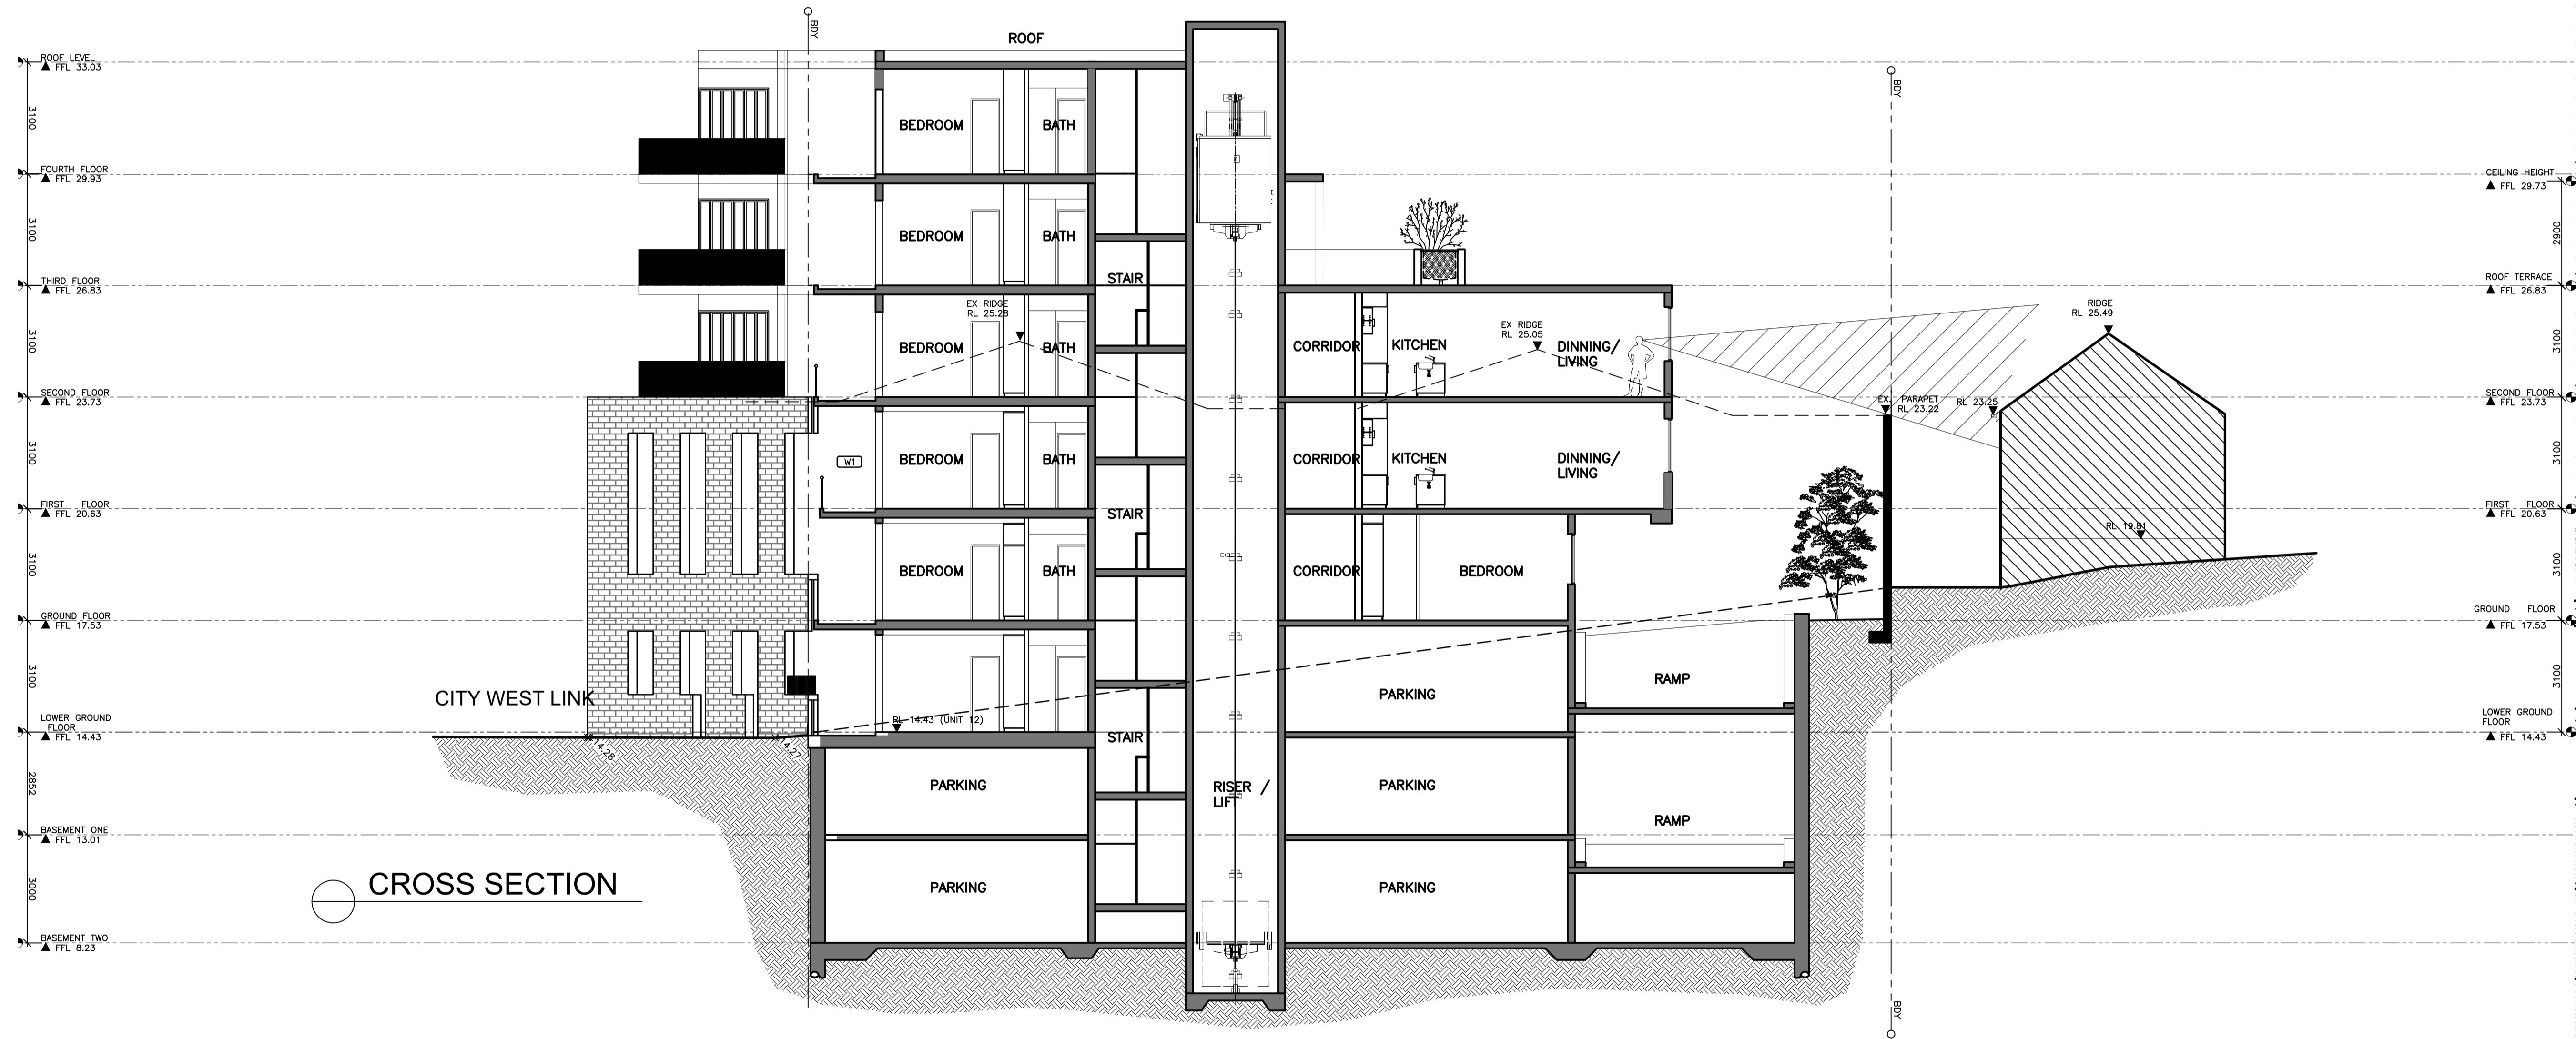 BDY
ROOF
ROOF LEVEL
FFL 33.03
BDY
3100
BEDROOM
BATH
FOURTH FLOOR
FFL 29.93
CEILING HEIGHT
FFL 29.73
3100
BEDROOM
BATH
2900
STAIR
THIRD FLOOR
FFL 26.83
ROOF TERRACE
FFL 26.83
EX RIDGE
RL 25.28
RIDGE
RL 25.49
EX RIDGE
RL 25.05
3100
BEDROOM
BATH
CORRIDOR
KITCHEN
DINNING/
LIVING
3100
SECOND FLOOR
FFL 23.73
EX. PARAPET
RL 23.22
RL 23.25
SECOND FLOOR
FFL 23.73
3100
W1
BEDROOM
BATH
CORRIDOR
KITCHEN
DINNING/
LIVING
3100
FIRST FLOOR
FFL 20.63
STAIR
FIRST FLOOR
FFL 20.63
RL 19.81
3100
BEDROOM
BATH
CORRIDOR
BEDROOM
3100
GROUND FLOOR
FFL 17.53
GROUND FLOOR
FFL 17.53
3100
CITY WEST LINK
PARKING
RAMP
3100
LOWER GROUND
FLOOR
FFL 14.43
RL 14.43 (UNIT 12)
STAIR
LOWER GROUND
FLOOR
FFL 14.43
14.28
14.27
2852
PARKING
RISER /
LIFT
PARKING
RAMP
BASEMENT ONE
FFL 13.01
CROSS SECTION
3000
PARKING
PARKING
BASEMENT TWO
FFL 8.23
BDY